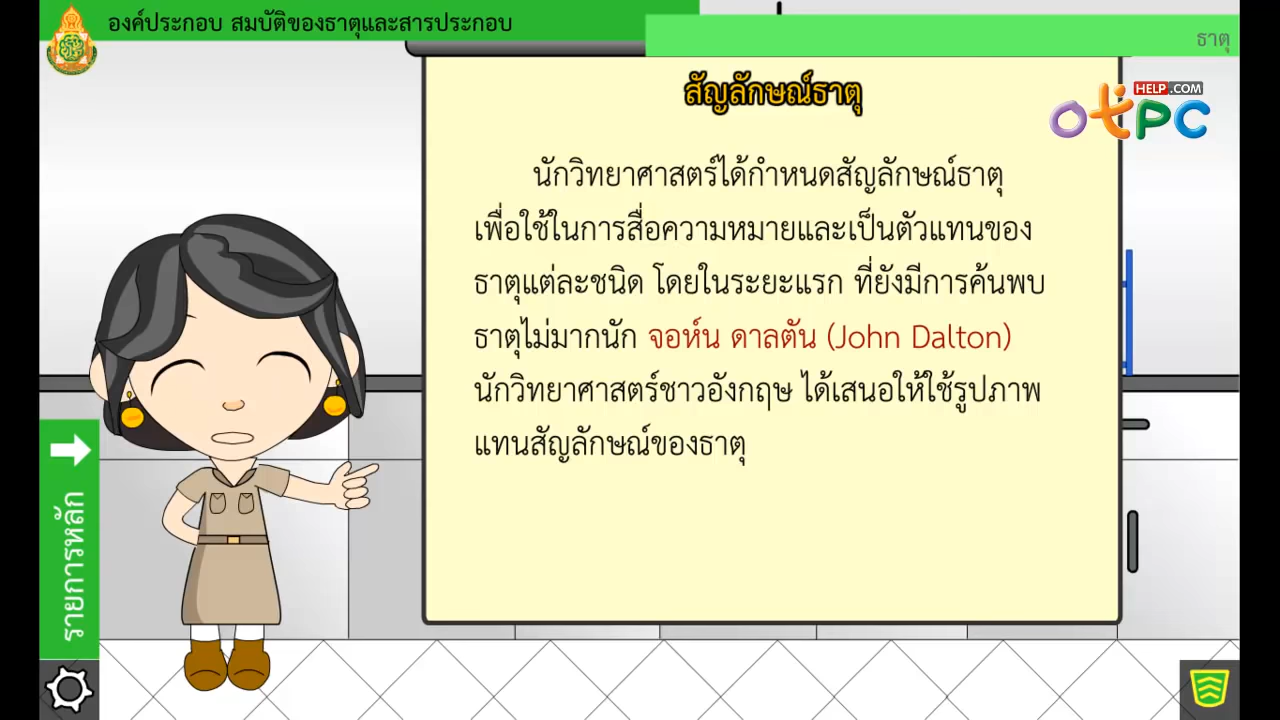 องค์ประกอบ สมบัติของธาตุและสารประกอบ
ธาตุ
HELP.COM
OTPC
สัญลักษณ์ธาตุ
นักวิทยาศาสตร์ได้กำหนดสัญลักษณ์ธาตุ
เพื่อใช้ในการสื่อความหมายและเป็นตัวแทนของ
ธาตุแต่ละชนิด โดยในระยะแรก ที่ยังมีการค้นพบ
ธาตุไม่มากนัก จอห์น ดาลตัน (John Dalton)
นักวิทยาศาสตร์ชาวอังกฤษ ได้เสนอให้ใช้รูปภาพ
แทนสัญลักษณ์ของธาตุ
รายการหลัก